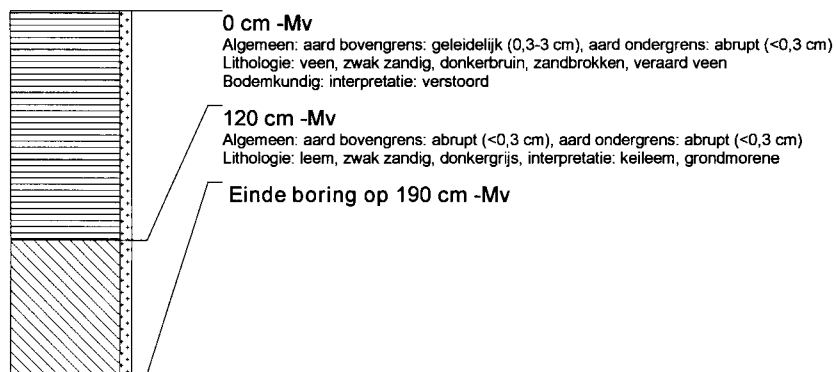 0 cm -Mv
Algemeen: aard bovengrens: geleidelijk (0,3-3 cm), aard ondergrens: abrupt (<0,3 cm)
Lithologie: veen, zwak zandig, donkerbruin, zandbrokken, veraard veen
Bodemkundig: interpretatie: verstoord
120 cm -Mv
Algemeen: aard bovengrens: abrupt (<0,3 cm), aard ondergrens: abrupt (<0,3 cm)
Lithologie: leem, zwak zandig, donkergrijs, interpretatie: keileem, grondmorene
Einde boring op 190 cm -Mv